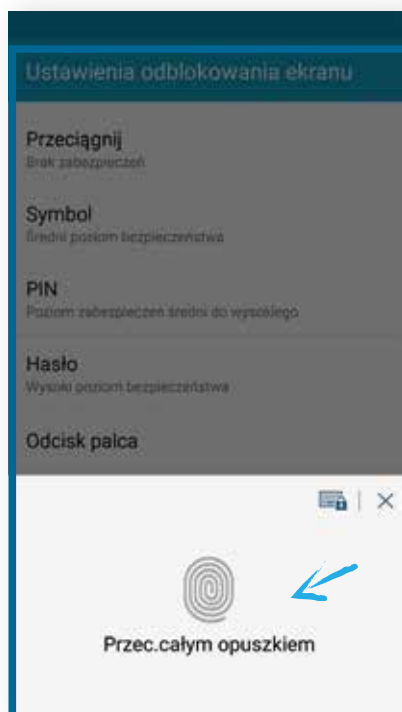 Ustawienia odblokowania ekranu
Przeciągnij
Brak zabezpieczeń
Symbol
Średni poziom bezpieczeństwa
PIN
Poziom zabezpieczeń średni do wysokiego
Hasło
Wysoki poziom bezpieczeństwa
Odcisk palca
Przec.całym opuszkiem